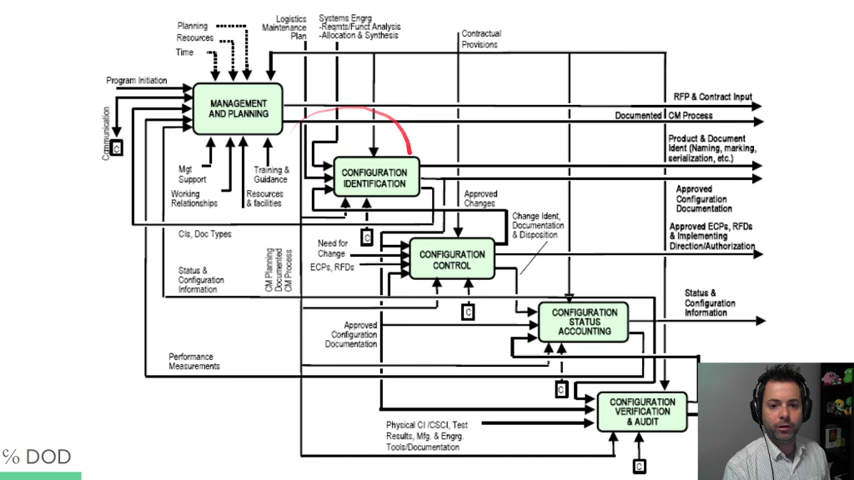 Planning
Resources
Time
Logistics
Maintenance
Plan
Systems Engrg
-Reqmts/Funct Analysis
-Allocation & Synthesis
Contractual
Provisions
Program Initiation
Communication
C
MANAGEMENT
AND PLANNING
RFP & Contract Input
Documented CM Process
Mgt
Support
Working
Relationships
Resources
& facilities
Training &
Guidance
CONFIGURATION
IDENTIFICATION
Product & Document
Ident (Naming, marking,
serialization, etc.)
Approved
Configuration
Documentation
Approved
Changes
CIs, Doc Types
C
Need for
Change
ECPs, RFDs
CONFIGURATION
CONTROL
Change Ident,
Documentation
& Disposition
Approved ECPs, RFDs
& Implementing
Direction/Authorization
Status &
Configuration
Information
CM Planning
Documented
CM Process
C
Approved
Configuration
Documentation
CONFIGURATION
STATUS
ACCOUNTING
Status &
Configuration
Information
Performance
Measurements
C
Physical CI /CSCI, Test
Results, Mfg. & Engrg.
Tools/Documentation
CONFIGURATION
VERIFICATION
& AUDIT
C
℅ DOD